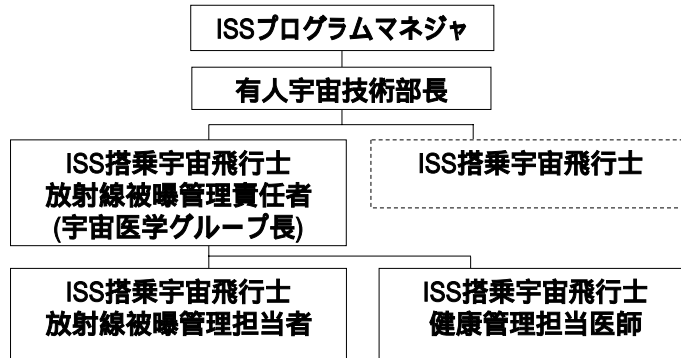 ISSプログラムマネジャ
有人宇宙技術部長
ISS搭乗宇宙飛行士
放射線被曝管理責任者
(宇宙医学グループ長)
ISS搭乗宇宙飛行士
ISS搭乗宇宙飛行士
放射線被曝管理担当者
ISS搭乗宇宙飛行士
健康管理担当医師